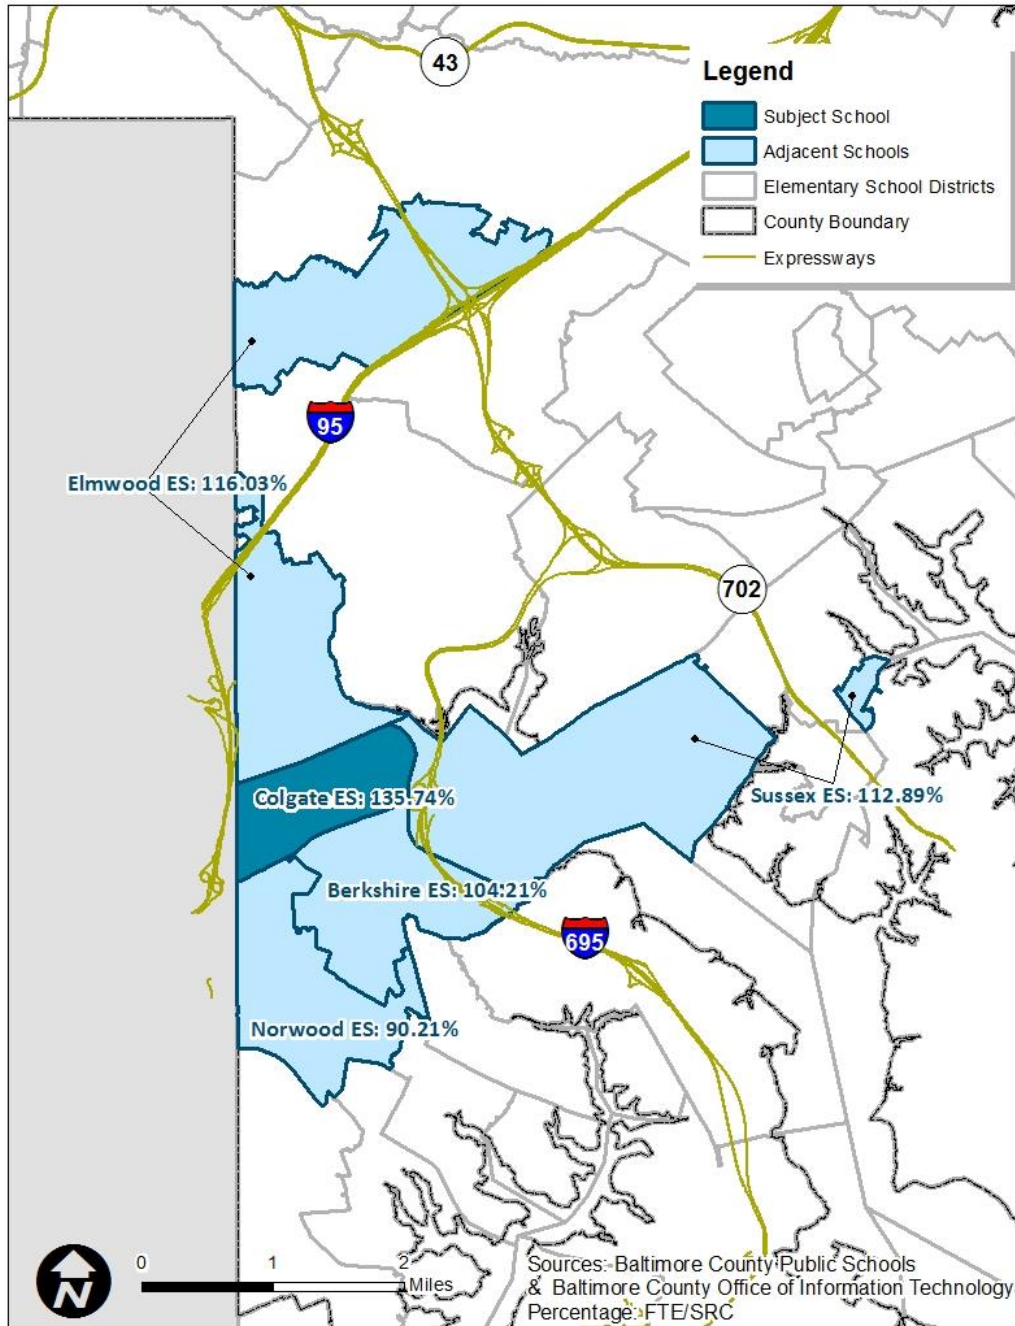 43
Legend
Subject School
Adjacent Schools
Elementary School Districts
County Boundary
Expressways
95
Elmwood ES: 116.03%
702
Colgate ES: 135.74%
Sussex ES: 112.89%
Berkshire ES: 104.21%
695
Norwood ES: 90.21%
N
0 1 2
Miles
Sources: Baltimore County Public Schools
& Baltimore County Office of Information Technology
Percentage: FTE/SRC